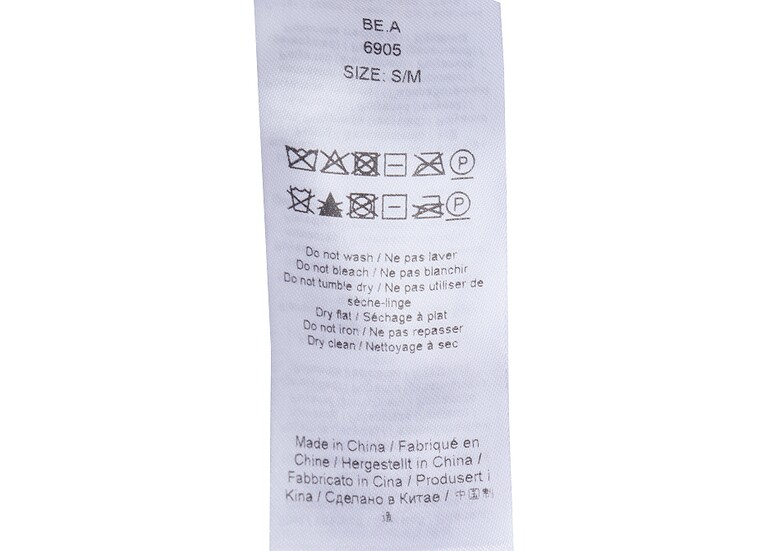 BE.A
6905
SIZE: S/M
P
P
Do not wash / Ne pas laver
Do not bleach / Ne pas blanchir
Do not tumble dry / Ne pas utiliser de
sèche-linge
Dry flat / Séchage à plat
Do not iron / Ne pas repasser
Dry clean / Nettoyage à sec
Made in China / Fabriqué en
Chine / Hergestellt in China /
Fabbricato in Cina / Produsert i
Kina / Сделано в Китае / 中国制
造